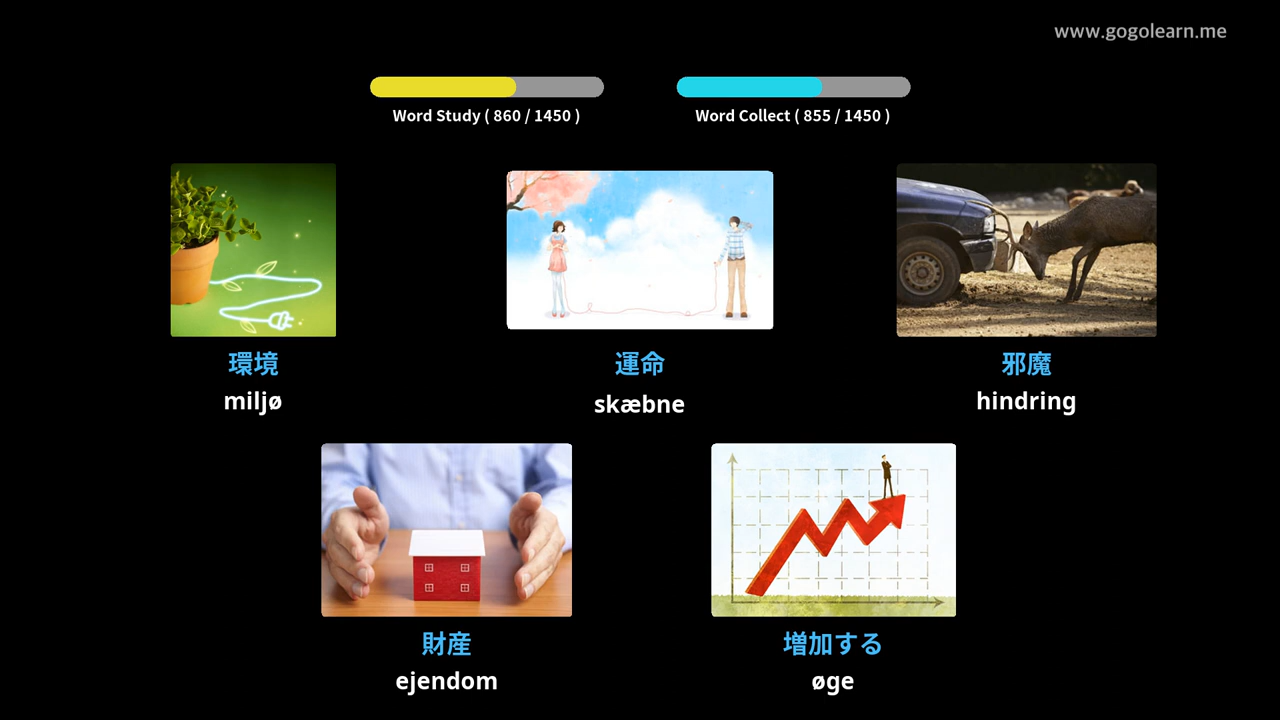 www.gogolearn.me
Word Study ( 860 / 1450 )
Word Collect ( 855 / 1450 )
環境
miljø
運命
skæbne
邪魔
hindring
財産
ejendom
増加する
øge